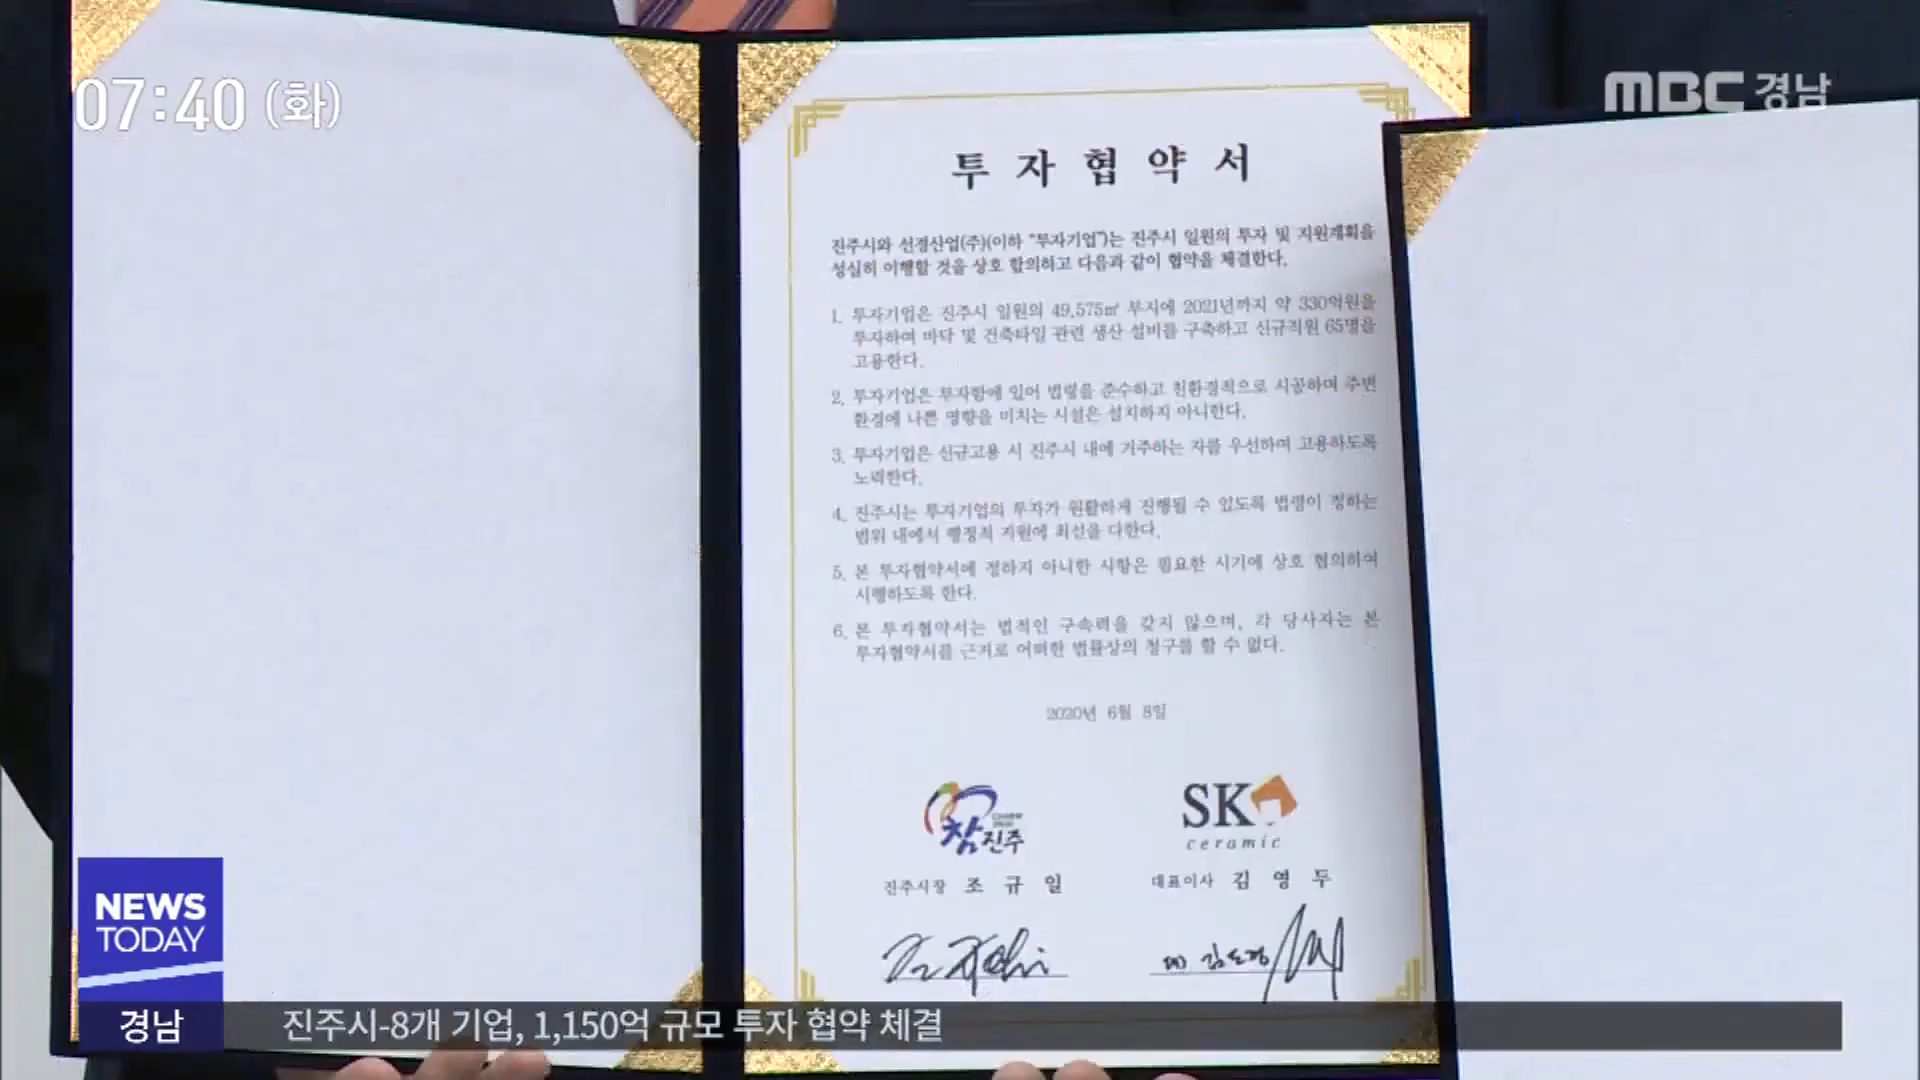 07:40 (화)
MBC 경남
투 자 협 약 서
진주시와 선경산업(주)(이하 "투자기업")는 진주시 일원의 투자 및 지원계획을
성실히 이행할 것을 상호 합의하고 다음과 같이 협약을 체결한다.
1. 투자기업은 진주시 일원의 49,575㎡ 부지에 2021년까지 약 330억원을
투자하여 바닥 및 건축타일 관련 생산 설비를 구축하고 신규직원 65명을
고용한다.
2. 투자기업은 투자함에 있어 법령을 준수하고 친환경적으로 시공하며 주변
환경에 나쁜 영향을 미치는 시설은 설치하지 아니한다.
3. 투자기업은 신규고용 시 진주시 내에 거주하는 자를 우선하며 고용하도록
노력한다.
4. 진주시는 투자기업의 투자가 원활하게 진행될 수 있도록 법령이 정하는
범위 내에서 행정적 지원에 최선을 다한다.
5. 본 투자협약서에 정하지 아니한 사항은 필요한 시기에 상호 협의하여
시행하도록 한다.
6. 본 투자협약서는 법적인 구속력을 갖지 않으며, 각 당사자는 본
투자협약서를 근거로 어떠한 법률상의 청구를 할 수 없다.
2020년 6월 8일
참진주
SK
ceramic
진주시장 조 규 일
대표이사 김 영 두
NEWS
TODAY
경남
진주시-8개 기업, 1,150억 규모 투자 협약 체결